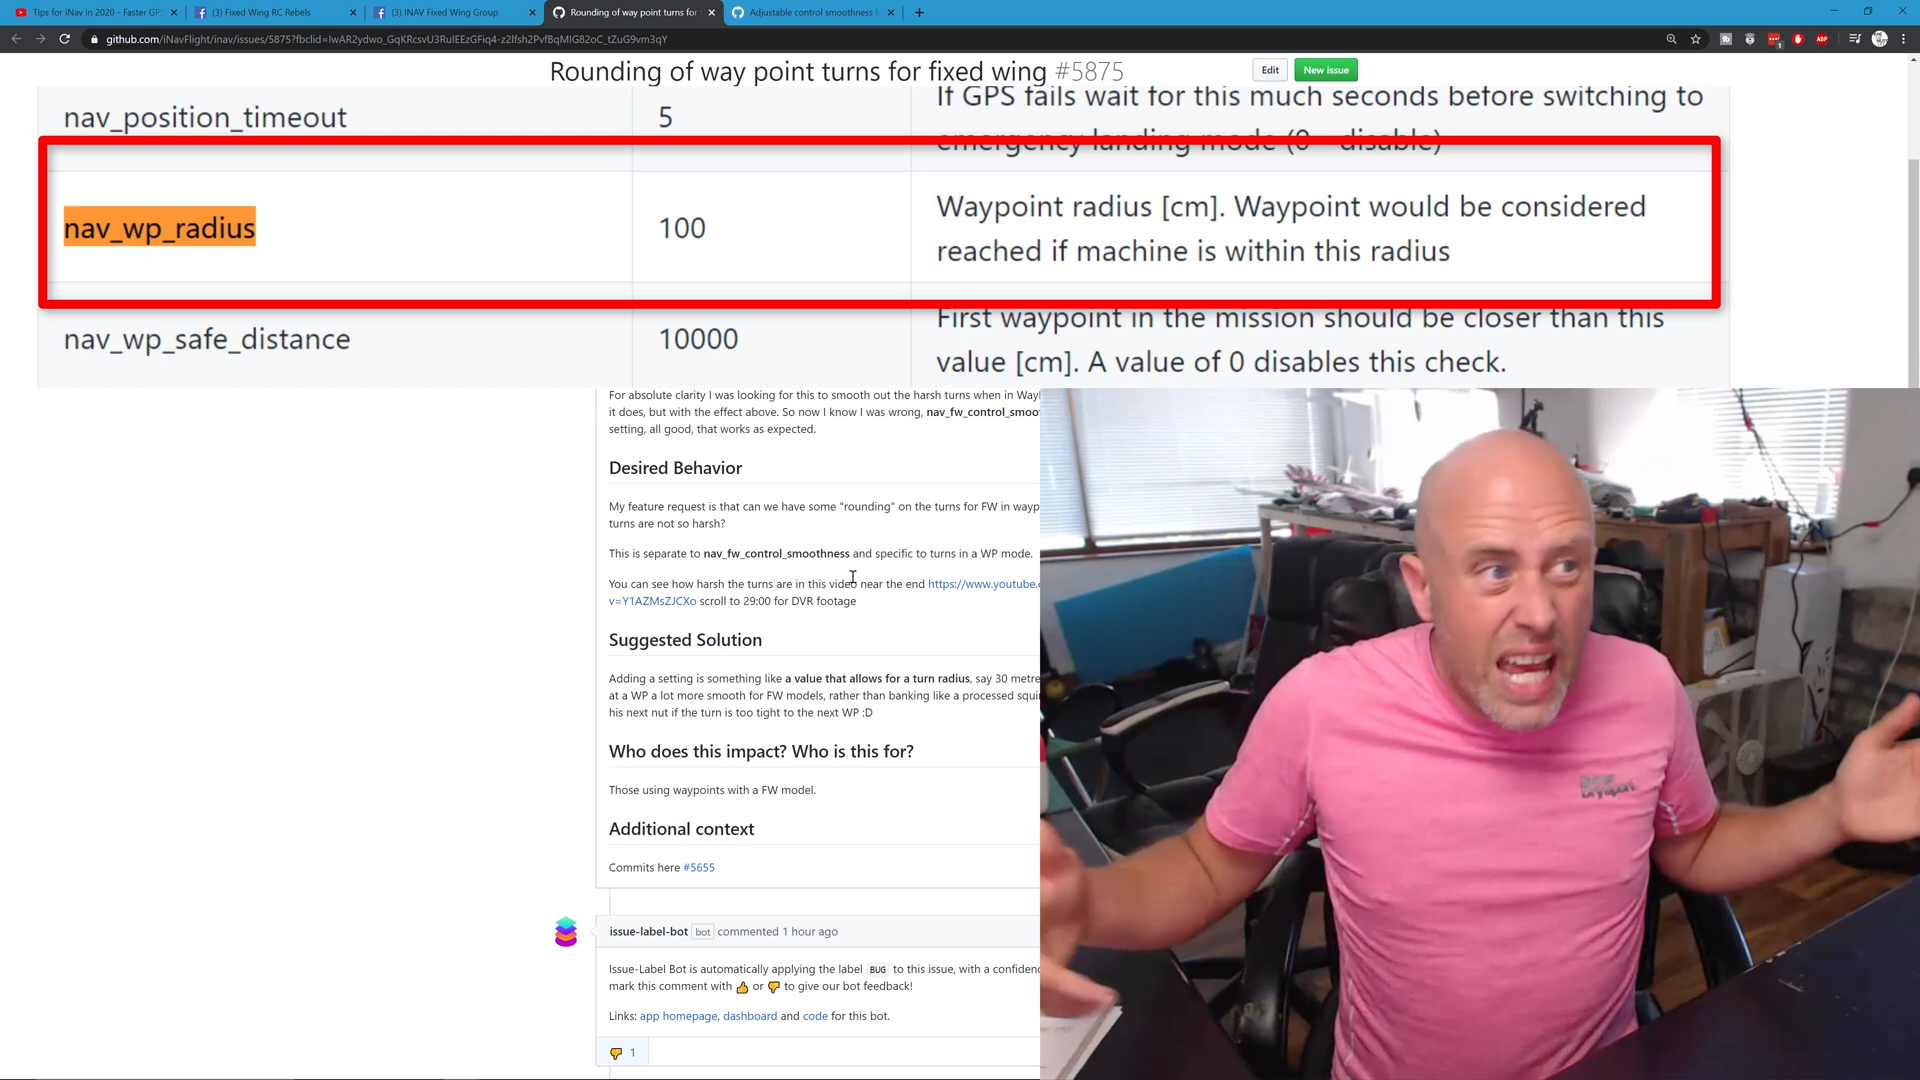 Tips for iNav in 2020 - Faster GP
(3) Fixed Wing RC Rebels
(3) INAV Fixed Wing Group
Rounding of way point turns for
Adjustable control smoothness f
github.com/iNavFlight/inav/issues/5875?fbclid=IwAR2ydwo_GqKRcsvU3RuIEEzGFiq4-z2lfsh2PvfBqMIG82oC_tZuG9vm3qY
Rounding of way point turns for fixed wing #5875
Edit
New issue
nav_position_timeout
5
If GPS fails wait for this much seconds before switching to
emergency landing mode (0 - disable)
nav_wp_radius
100
Waypoint radius [cm]. Waypoint would be considered
reached if machine is within this radius
nav_wp_safe_distance
10000
First waypoint in the mission should be closer than this
value [cm]. A value of 0 disables this check.
For absolute clarity I was looking for this to smooth out the harsh turns when in Way
it does, but with the effect above. So now I know I was wrong, nav_fw_control_smoo
setting, all good, that works as expected.
Desired Behavior
My feature request is that can we have some "rounding" on the turns for FW in wayp
turns are not so harsh?
This is separate to nav_fw_control_smoothness and specific to turns in a WP mode.
You can see how harsh the turns are in this video near the end https://www.youtube.
v=Y1AZMsZJCXo scroll to 29:00 for DVR footage
Suggested Solution
Adding a setting is something like a value that allows for a turn radius, say 30 metre
at a WP a lot more smooth for FW models, rather than banking like a processed squi
his next nut if the turn is too tight to the next WP :D
Who does this impact? Who is this for?
Those using waypoints with a FW model.
Additional context
Commits here #5655
issue-label-bot bot commented 1 hour ago
Issue-Label Bot is automatically applying the label BUG to this issue, with a confidenc
mark this comment with 👍 or 👎 to give our bot feedback!
Links: app homepage, dashboard and code for this bot.
👎 1